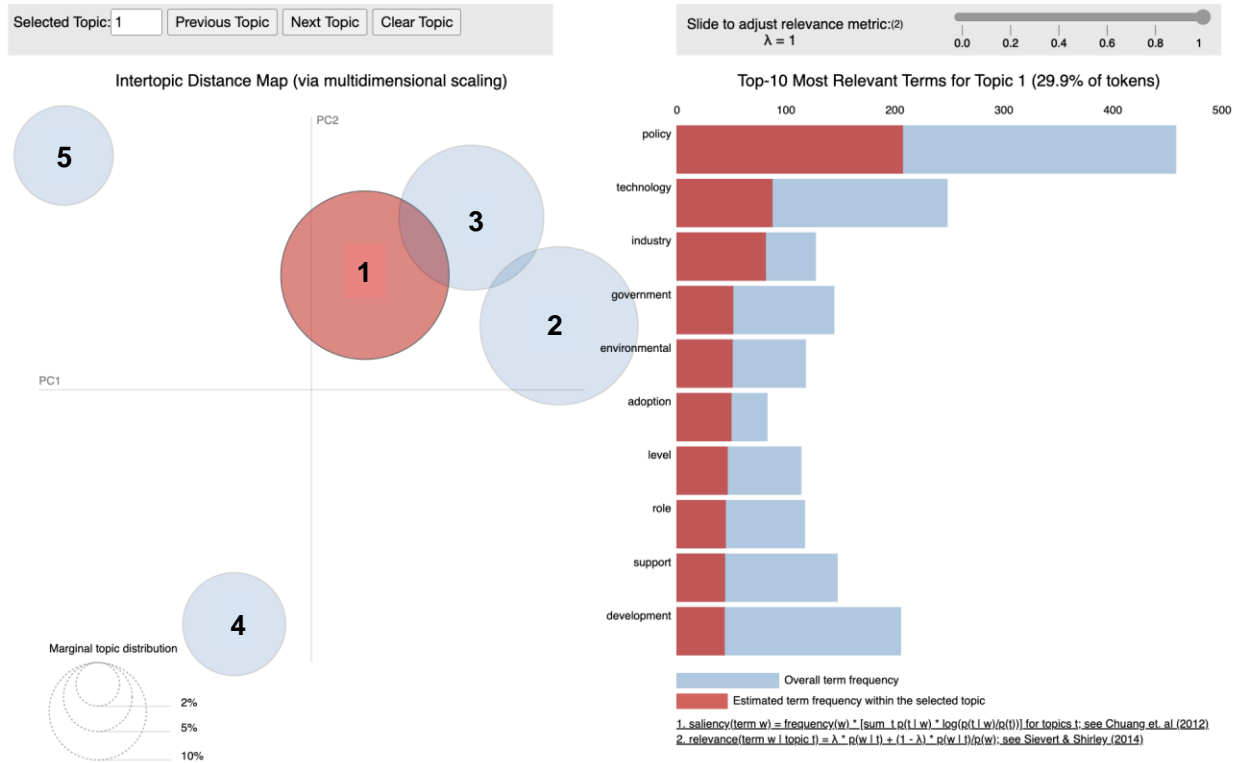 Selected Topic: 1 Previous Topic Next Topic Clear Topic
Slide to adjust relevance metric:(2)
λ = 1
0.0 0.2 0.4 0.6 0.8 1
Intertopic Distance Map (via multidimensional scaling)
PC2
5
3
1
2
PC1
4
Marginal topic distribution
2%
5%
10%
Top-10 Most Relevant Terms for Topic 1 (29.9% of tokens)
0 100 200 300 400 500
policy
technology
industry
government
environmental
adoption
level
role
support
development
Overall term frequency
Estimated term frequency within the selected topic
1. saliency(term w) = frequency(w) * [sum_t p(t | w) * log(p(t | w)/p(t))] for topics t; see Chuang et. al (2012)
2. relevance(term w | topic t) = λ * p(w | t) + (1 - λ) * p(w | t)/p(w); see Sievert & Shirley (2014)